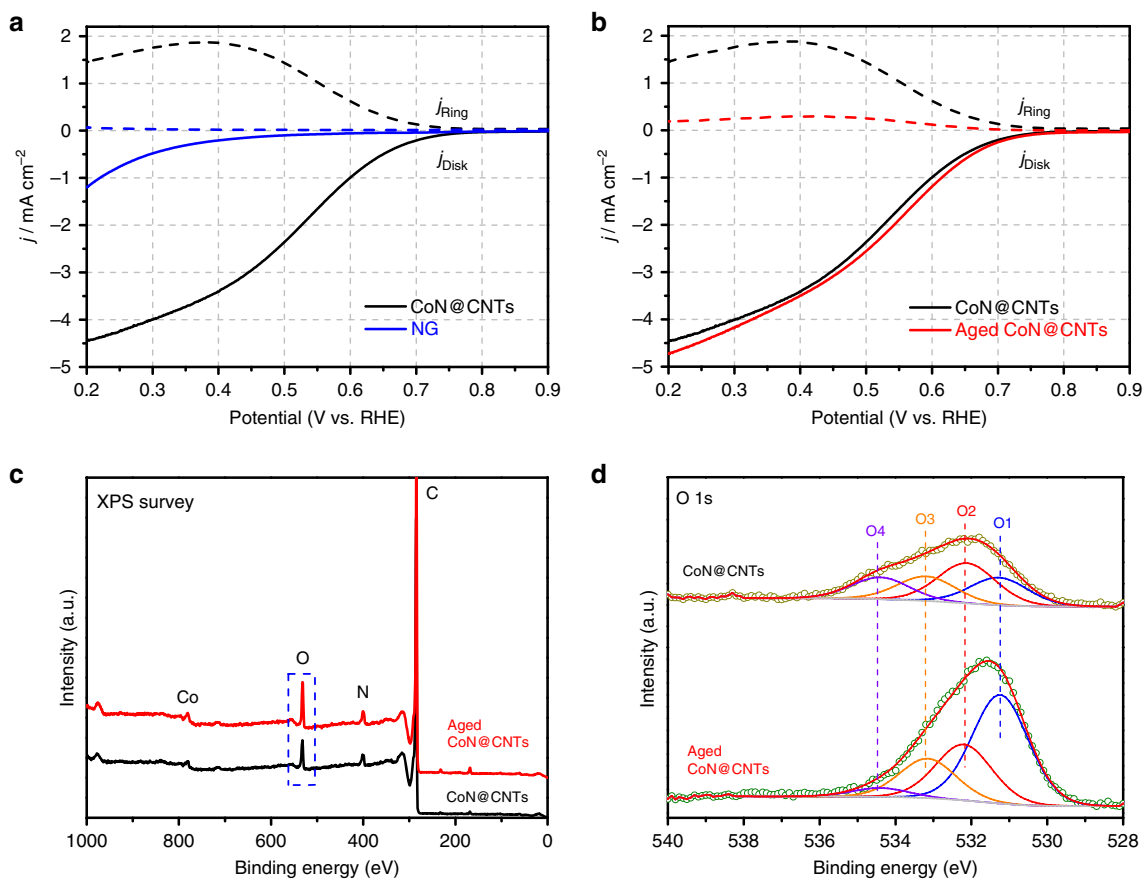 a
2
1
0
−1
−2
−3
−4
−5
j / mA cm−2
jRing
jDisk
CoN@CNTs
NG
0.2 0.3 0.4 0.5 0.6 0.7 0.8 0.9
Potential (V vs. RHE)
b
2
1
0
−1
−2
−3
−4
−5
j / mA cm−2
jRing
jDisk
CoN@CNTs
Aged CoN@CNTs
0.2 0.3 0.4 0.5 0.6 0.7 0.8 0.9
Potential (V vs. RHE)
c
XPS survey
C
O
Co
N
Aged
CoN@CNTs
CoN@CNTs
Intensity (a.u.)
1000 800 600 400 200 0
Binding energy (eV)
d
O 1s
O4 O3 O2 O1
CoN@CNTs
Aged
CoN@CNTs
Intensity (a.u.)
540 538 536 534 532 530 528
Binding energy (eV)